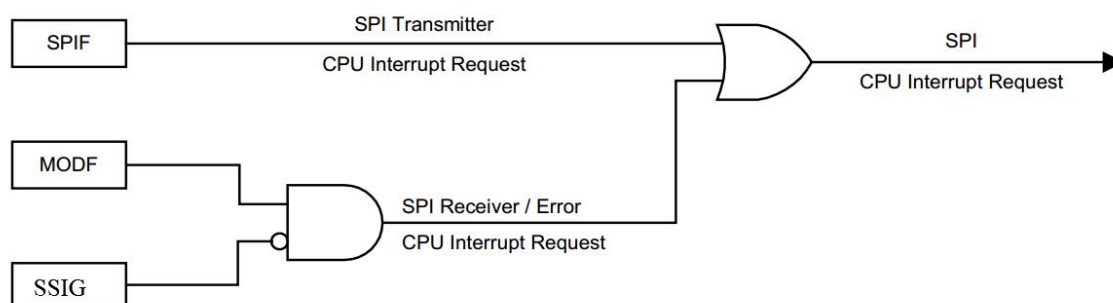 SPIF
SPI Transmitter
CPU Interrupt Request
SPI
CPU Interrupt Request
MODF
SPI Receiver / Error
CPU Interrupt Request
SSIG